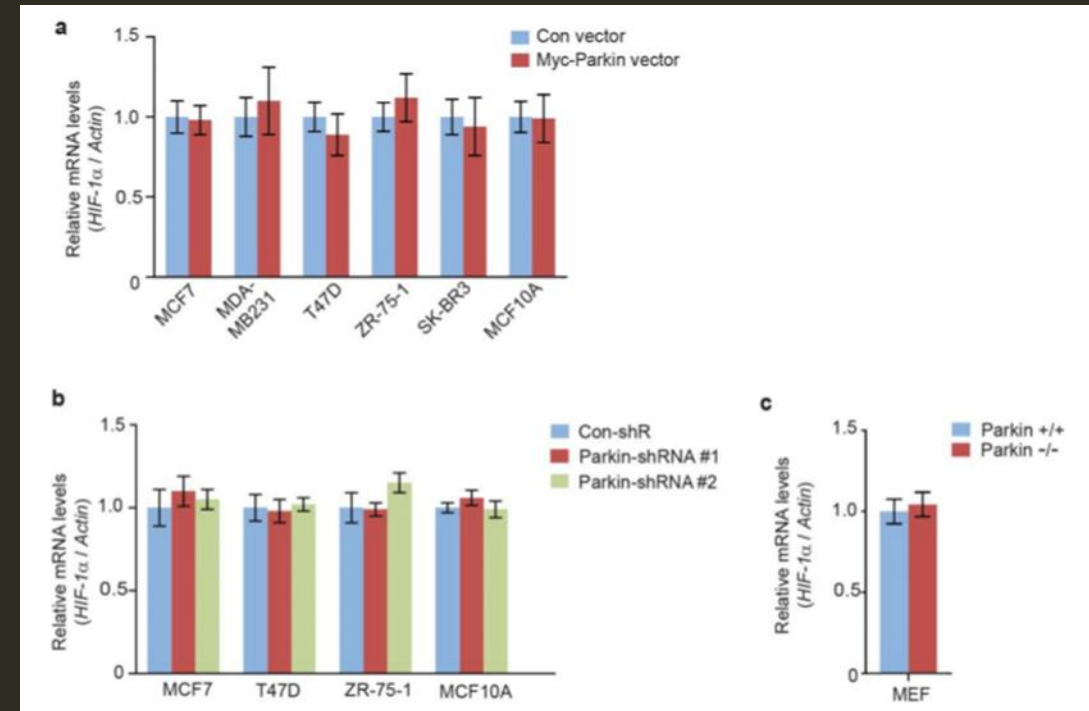 a
Con vector
Myc-Parkin vector
Relative mRNA levels
(HIF-1α / Actin)
1.5
1.0
0.5
0
MCF7
MDA-
MB231
T47D
ZR-75-1
SK-BR3
MCF10A
b
Con-shR
Parkin-shRNA #1
Parkin-shRNA #2
Relative mRNA levels
(HIF-1α / Actin)
1.5
1.0
0.5
0
MCF7
T47D
ZR-75-1
MCF10A
c
Parkin +/+
Parkin -/-
Relative mRNA levels
(HIF-1α / Actin)
1.5
1.0
0.5
0
MEF